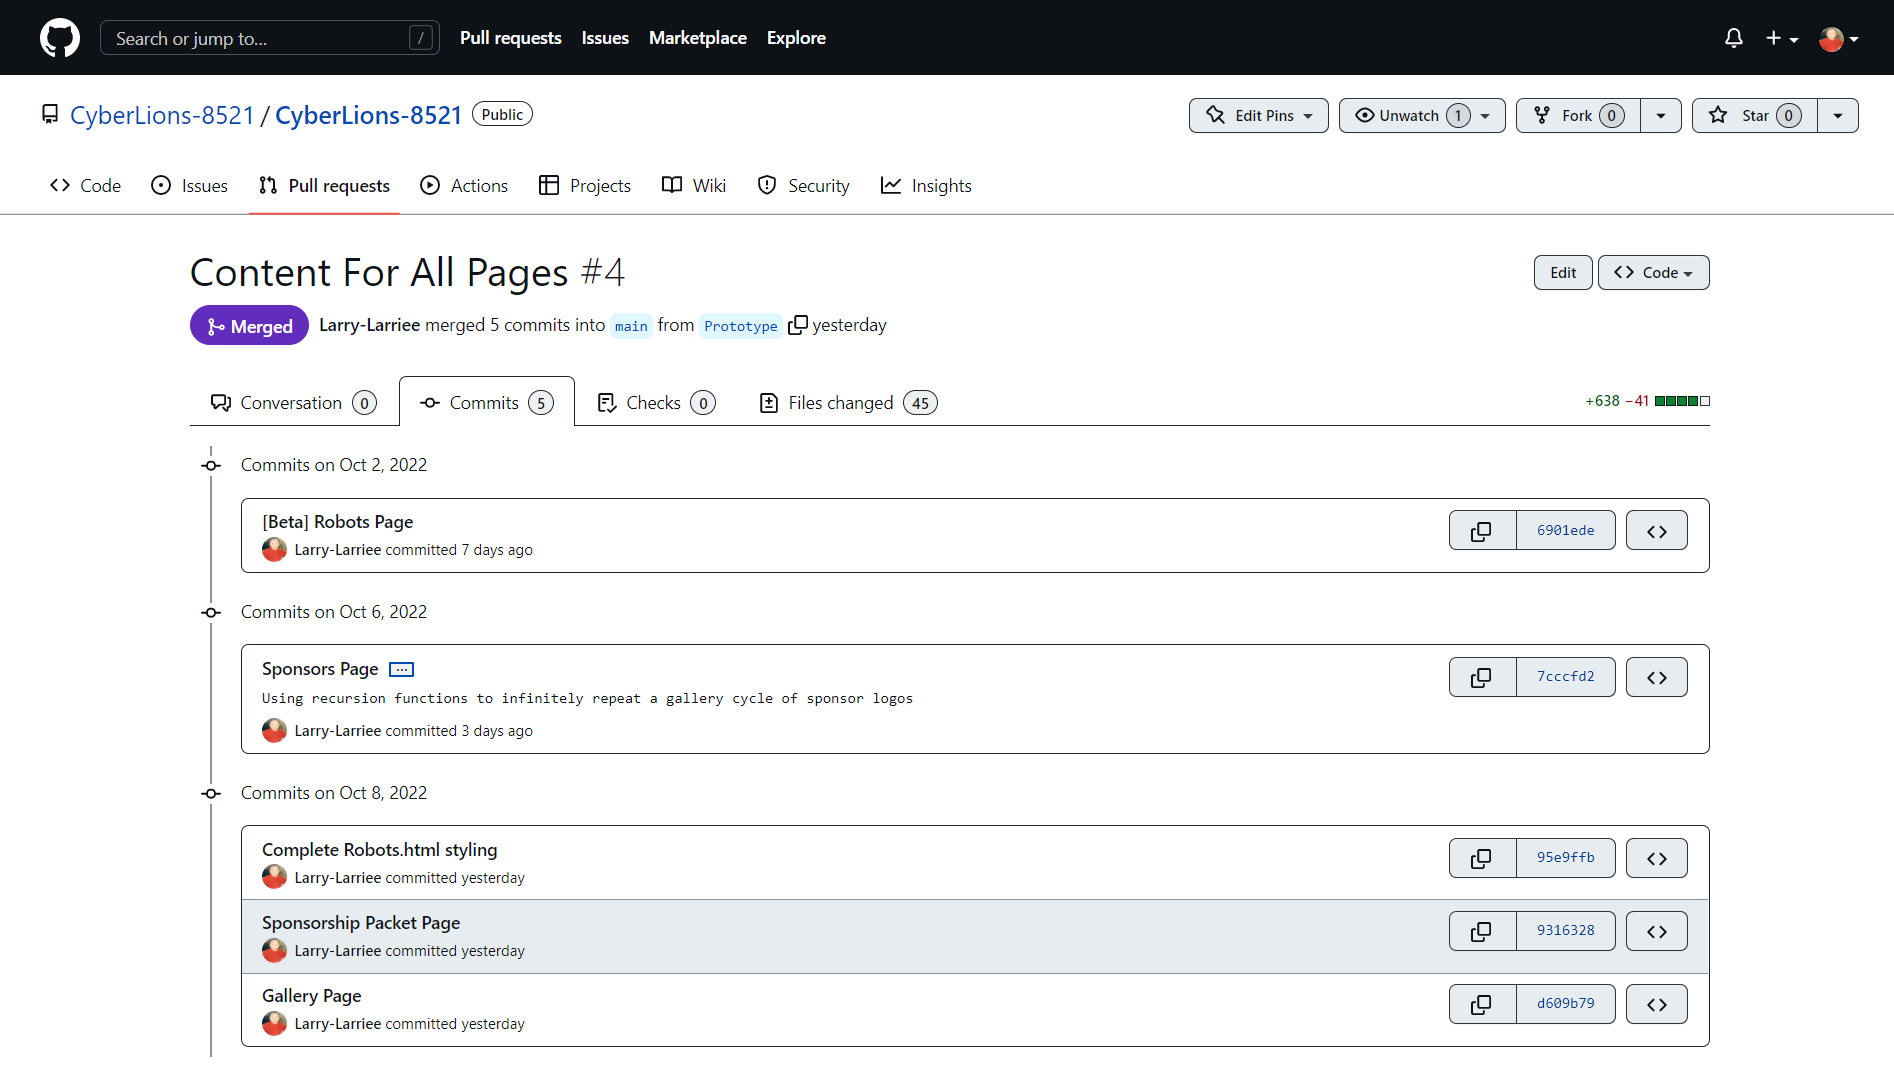 Search or jump to... / Pull requests Issues Marketplace Explore
CyberLions-8521 / CyberLions-8521 Public Edit Pins Unwatch 1 Fork 0 Star 0
Code Issues Pull requests Actions Projects Wiki Security Insights
Content For All Pages #4 Edit Code
Merged Larry-Larriee merged 5 commits into main from Prototype yesterday
Conversation 0 Commits 5 Checks 0 Files changed 45 +638 −41
Commits on Oct 2, 2022
[Beta] Robots Page 6901ede
Larry-Larriee committed 7 days ago
Commits on Oct 6, 2022
Sponsors Page ... 7cccfd2
Using recursion functions to infinitely repeat a gallery cycle of sponsor logos
Larry-Larriee committed 3 days ago
Commits on Oct 8, 2022
Complete Robots.html styling 95e9ffb
Larry-Larriee committed yesterday
Sponsorship Packet Page 9316328
Larry-Larriee committed yesterday
Gallery Page d609b79
Larry-Larriee committed yesterday